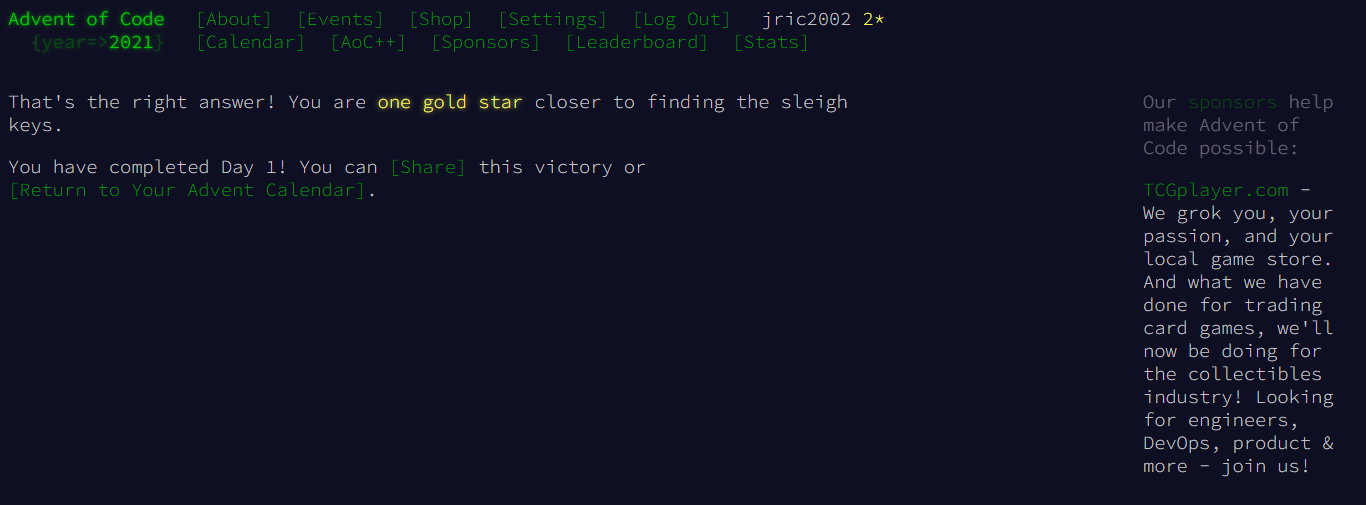 Advent of Code [About] [Events] [Shop] [Settings] [Log Out] jric2002 2*
{year=>2021} [Calendar] [AoC++] [Sponsors] [Leaderboard] [Stats]
That's the right answer! You are one gold star closer to finding the sleigh
keys.
You have completed Day 1! You can [Share] this victory or
[Return to Your Advent Calendar].
Our sponsors help
make Advent of
Code possible:
TCGplayer.com -
We grok you, your
passion, and your
local game store.
And what we have
done for trading
card games, we'll
now be doing for
the collectibles
industry! Looking
for engineers,
DevOps, product &
more - join us!